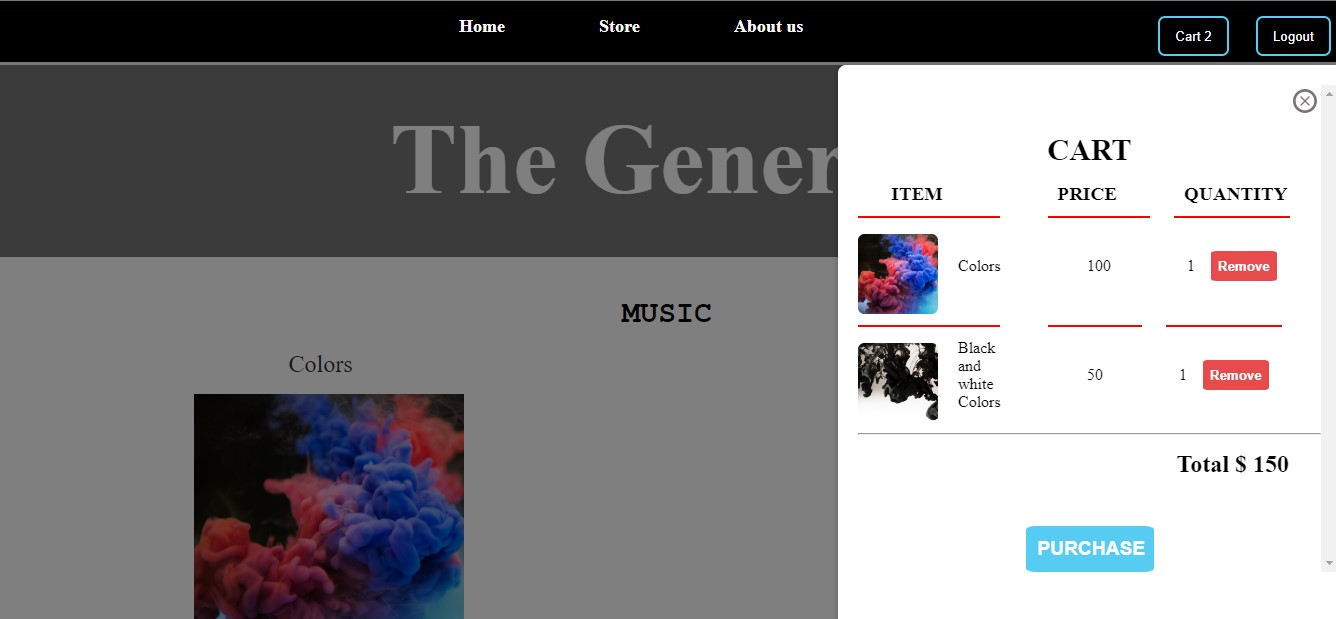 Home Store About us Cart 2 Logout
The Gener
CART
ITEM PRICE QUANTITY
Colors 100 1 Remove
Black
and
white
Colors
50 1 Remove
Total $ 150
PURCHASE
MUSIC
Colors